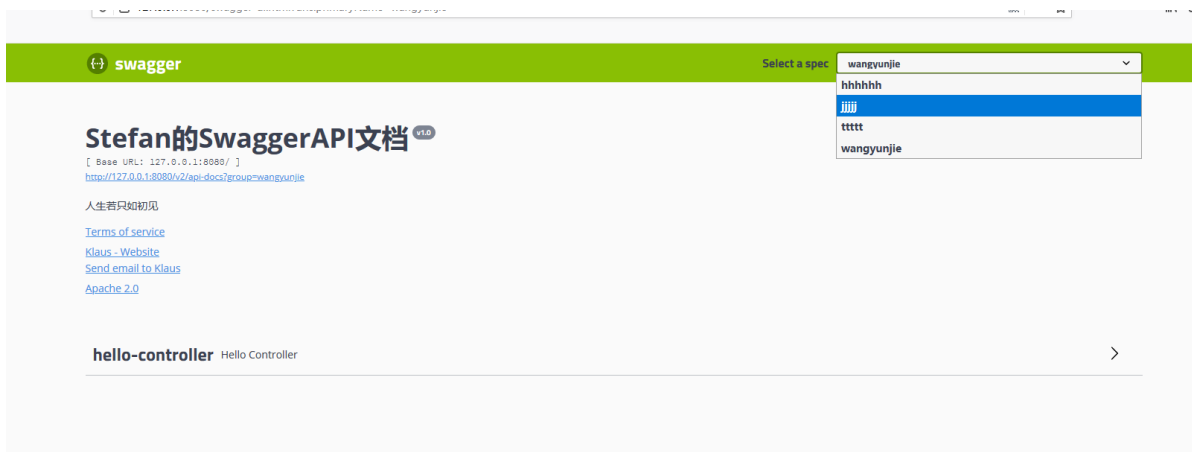 swagger
Select a spec wangyunjie
hhhhhh
jjjjj
ttttt
wangyunjie
Stefan的SwaggerAPI文档 v1.0
[ Base URL: 127.0.0.1:8080/ ]
http://127.0.0.1:8080/v2/api-docs?group=wangyunjie
人生若只如初见
Terms of service
Klaus - Website
Send email to Klaus
Apache 2.0
hello-controller Hello Controller